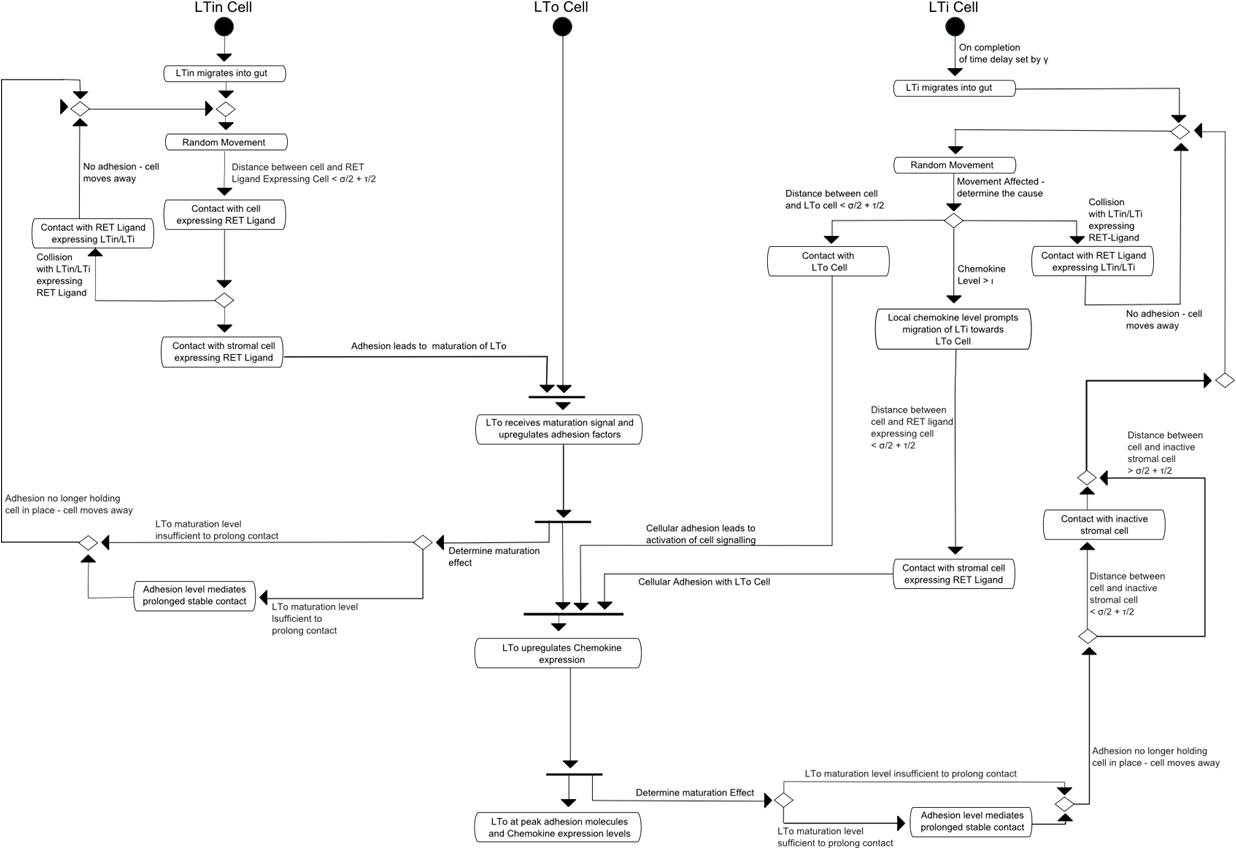 LTin Cell
LTo Cell
LTi Cell
On completion
of time delay set by γ
LTin migrates into gut
LTi migrates into gut
Random Movement
Random Movement
No adhesion - cell
moves away
Distance between cell and RET
Ligand Expressing Cell < σ/2 + τ/2
Movement Affected -
determine the cause
Distance between cell
and LTo cell < σ/2 + τ/2
Collision
with LTin/LTi
expressing
RET-Ligand
Contact with cell
expressing RET Ligand
Contact with RET Ligand
expressing LTin/LTi
Contact with
LTo Cell
Contact with RET Ligand
expressing LTin/LTi
Collision
with LTin/LTi
expressing
RET Ligand
Chemokine
Level > ι
No adhesion - cell
moves away
Local chemokine level prompts
migration of LTi towards
LTo Cell
Contact with stromal cell
expressing RET Ligand
Adhesion leads to  maturation of LTo
LTo receives maturation signal and
upregulates adhesion factors
Distance between
cell and RET ligand
expressing cell
< σ/2 + τ/2
Distance between
cell and inactive
stromal cell
> σ/2 + τ/2
Adhesion no longer holding
cell in place - cell moves away
LTo maturation level
insufficient to prolong contact
Determine maturation
effect
Cellular adhesion leads to
activation of cell signalling
Contact with inactive
stromal cell
Contact with stromal cell
expressing RET Ligand
Cellular Adhesion with LTo Cell
Distance between
cell and inactive
stromal cell
< σ/2 + τ/2
Adhesion level mediates
prolonged stable contact
LTo maturation level
lsufficient to
prolong contact
LTo upregulates Chemokine
expression
Adhesion no longer holding
cell in place - cell moves away
LTo maturation level insufficient to prolong contact
Determine maturation Effect
LTo at peak adhesion molecules
and Chemokine expression levels
Adhesion level mediates
prolonged stable contact
LTo maturation level
sufficient to prolong contact